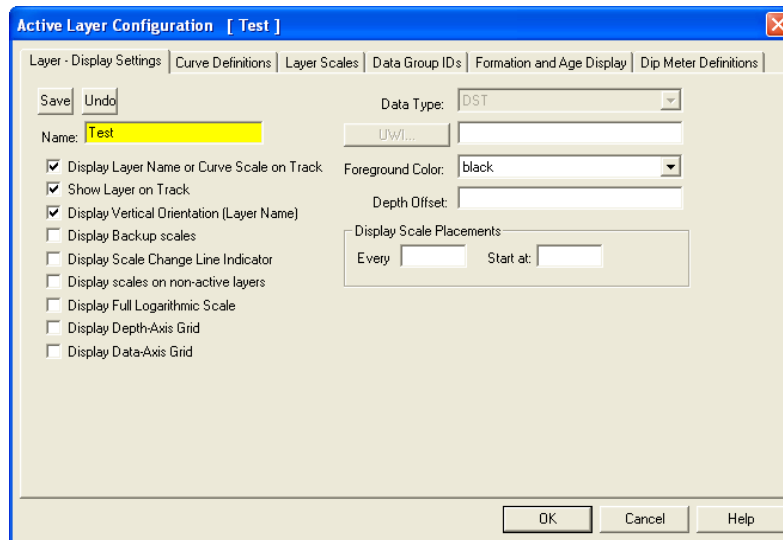 Active Layer Configuration [ Test ]
Layer - Display Settings Curve Definitions Layer Scales Data Group IDs Formation and Age Display Dip Meter Definitions
Save Undo
Name: Test
Display Layer Name or Curve Scale on Track
Show Layer on Track
Display Vertical Orientation (Layer Name)
Display Backup scales
Display Scale Change Line Indicator
Display scales on non-active layers
Display Full Logarithmic Scale
Display Depth-Axis Grid
Display Data-Axis Grid
Data Type: DST
UWI...
Foreground Color: black
Depth Offset:
Display Scale Placements
Every Start at:
OK Cancel Help